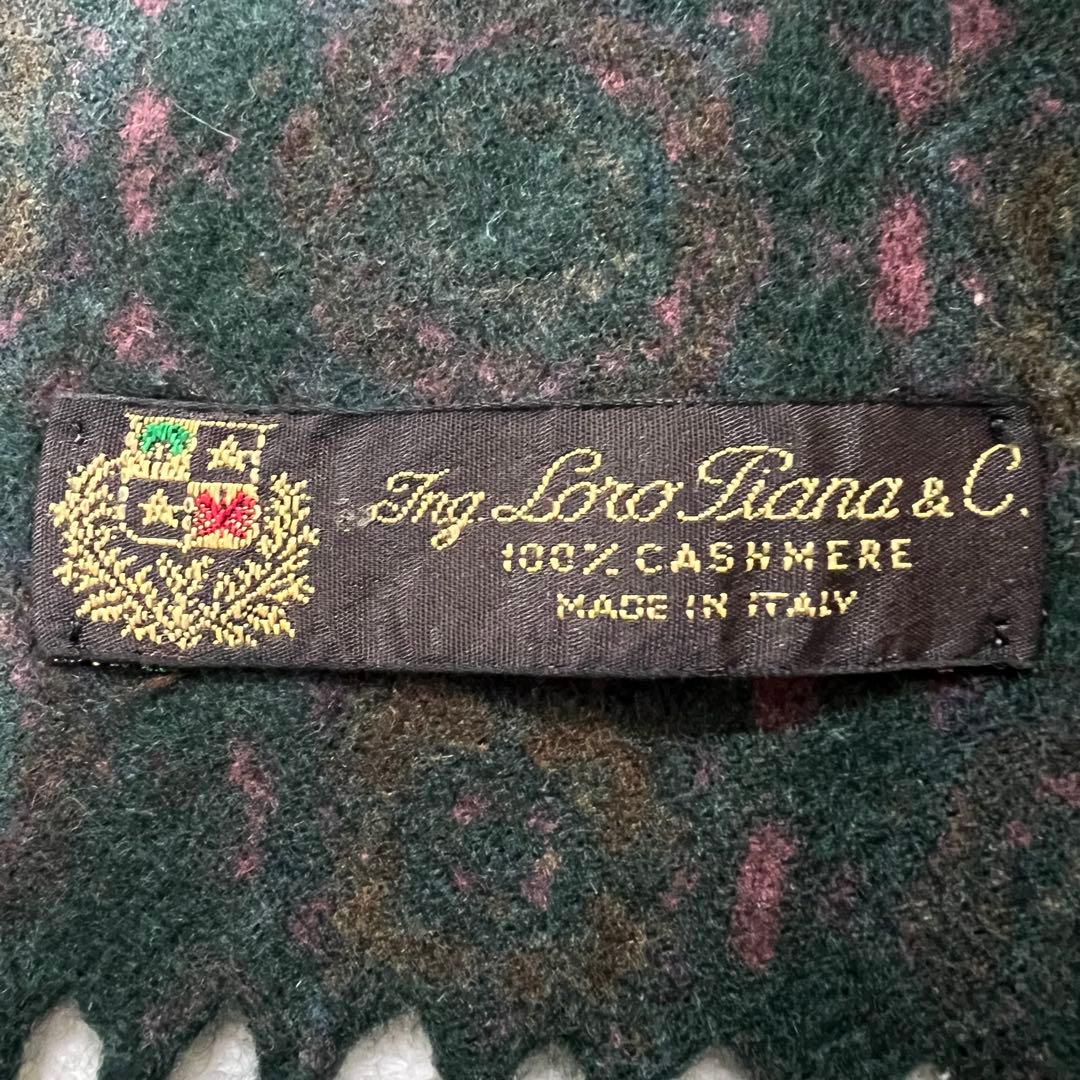 Ing. Loro Piana & C.
100% CASHMERE
MADE IN ITALY